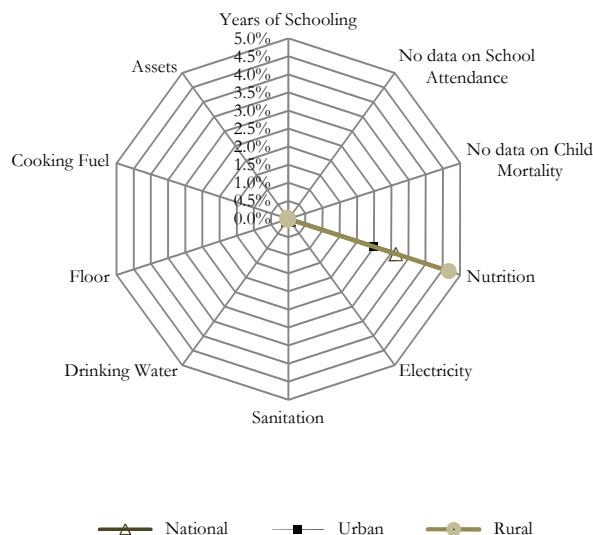 Years of Schooling
5.0%
4.5%
4.0%
3.5%
3.0%
2.5%
2.0%
1.5%
1.0%
0.5%
0.0%
No data on School
Attendance
No data on Child
Mortality
Nutrition
Electricity
Sanitation
Drinking Water
Floor
Cooking Fuel
Assets
National
Urban
Rural